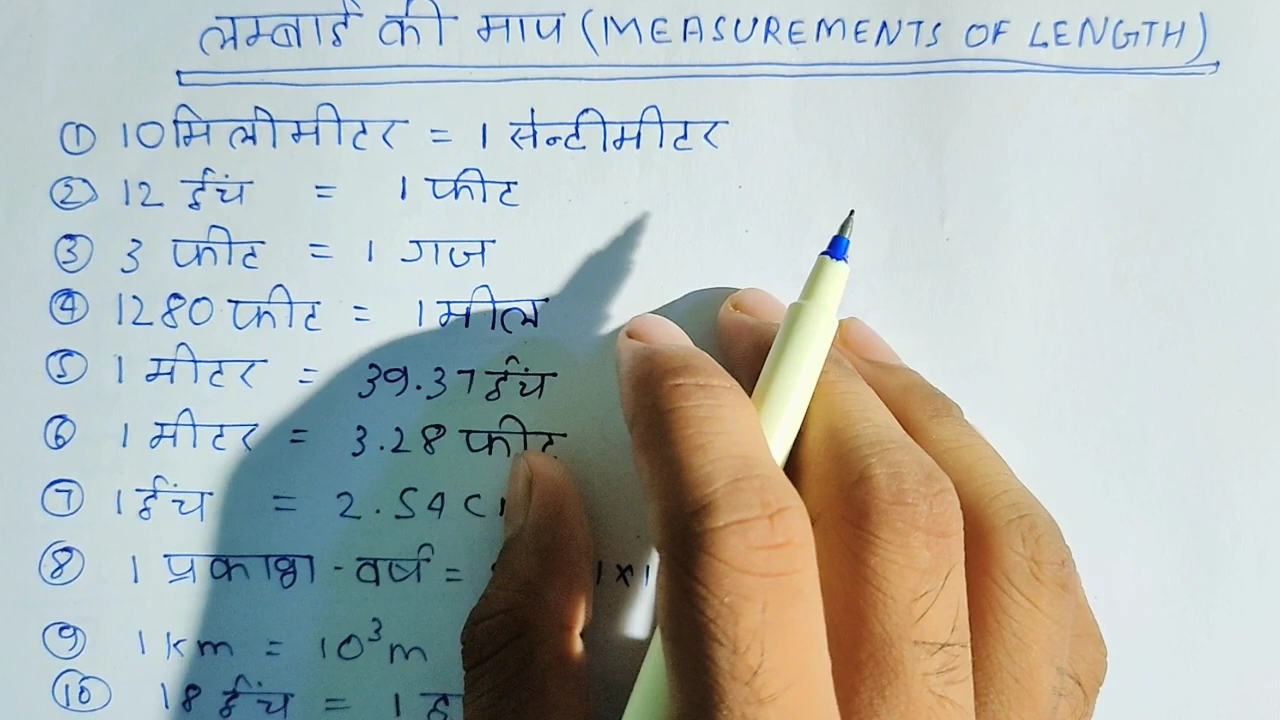 लम्बाई की माप (MEASUREMENTS OF LENGTH)
① 10 मिलीमीटर = 1 सेन्टीमीटर
② 12 ईंच = 1 फीट
③ 3 फीट = 1 गज
④ 1280 फीट = 1 मील
⑤ 1 मीटर = 39.37 ईंच
⑥ 1 मीटर = 3.28 फीट
⑦ 1 ईंच = 2.54
⑧ 1 प्रकाश-वर्ष =
⑨ 1 km = 10³ m
⑩ 18 ईंच = 1